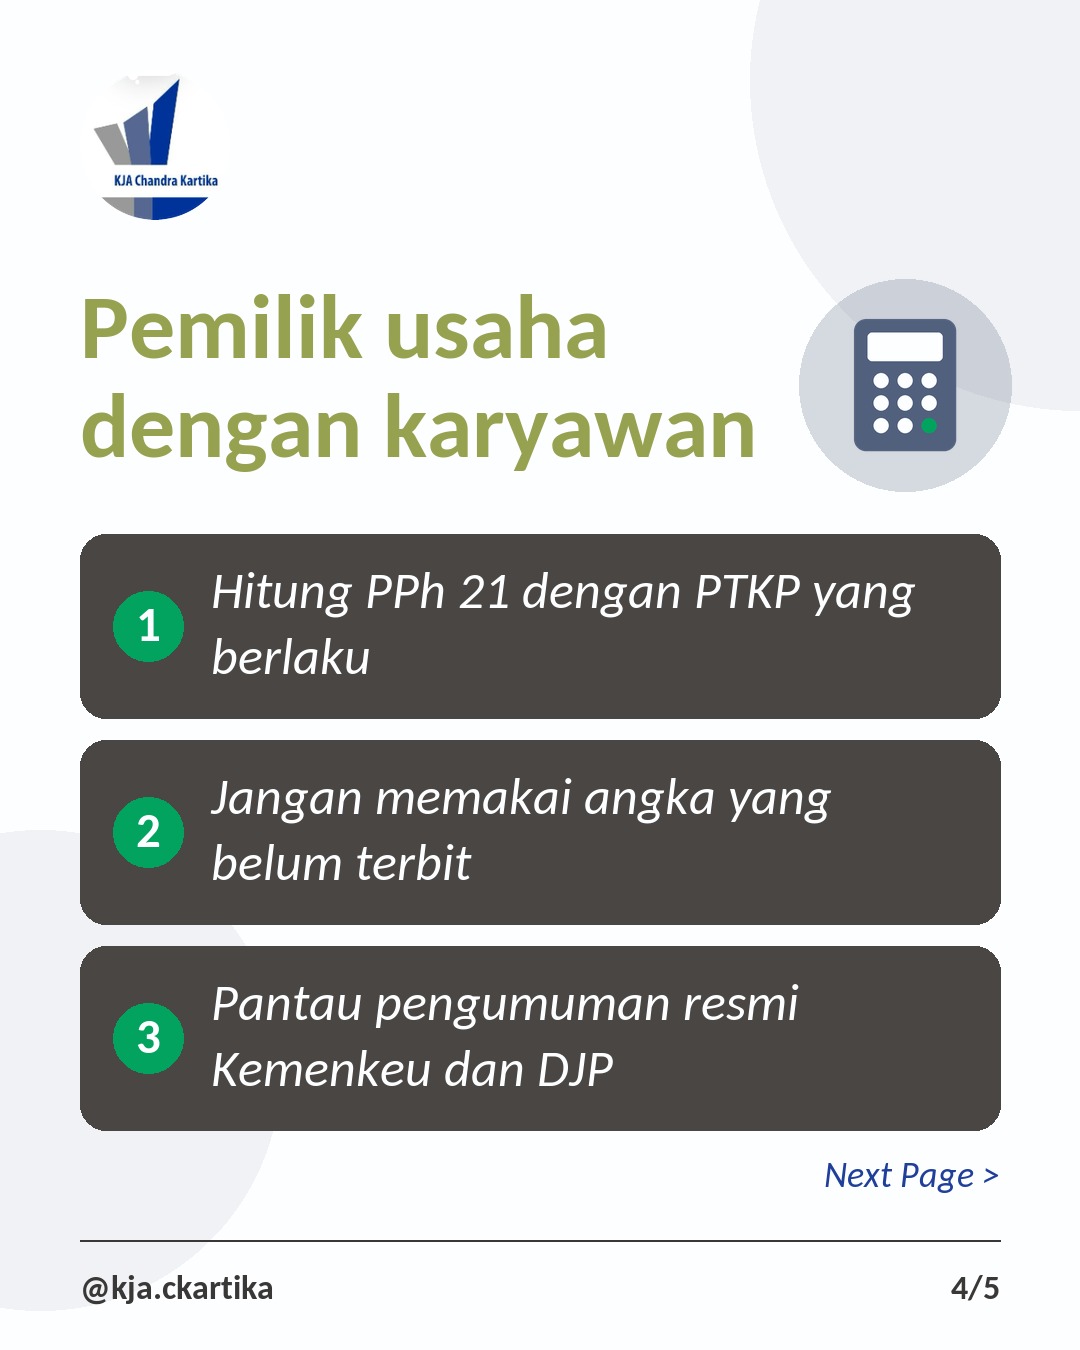 KJA Chandra Kartika
Pemilik usaha
dengan karyawan
1
Hitung PPh 21 dengan PTKP yang
berlaku
2
Jangan memakai angka yang
belum terbit
3
Pantau pengumuman resmi
Kemenkeu dan DJP
Next Page >
@kja.ckartika
4/5